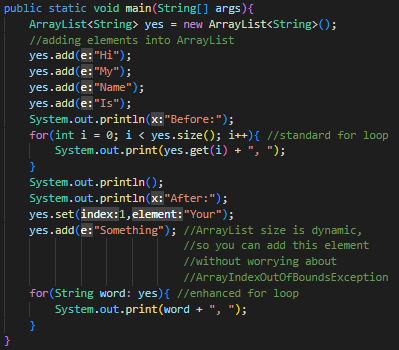 public static void main(String[] args){
    ArrayList<String> yes = new ArrayList<String>();
    //adding elements into ArrayList
    yes.add(e:"Hi");
    yes.add(e:"My");
    yes.add(e:"Name");
    yes.add(e:"Is");
    System.out.println(x:"Before:");
    for(int i = 0; i < yes.size(); i++){ //standard for loop
        System.out.print(yes.get(i) + ", ");
    }
    System.out.println();
    System.out.println(x:"After:");
    yes.set(index:1,element:"Your");
    yes.add(e:"Something"); //ArrayList size is dynamic,
                            //so you can add this element
                            //without worrying about
                            //ArrayIndexOutOfBoundsException
    for(String word: yes){ //enhanced for loop
        System.out.print(word + ", ");
    }
}